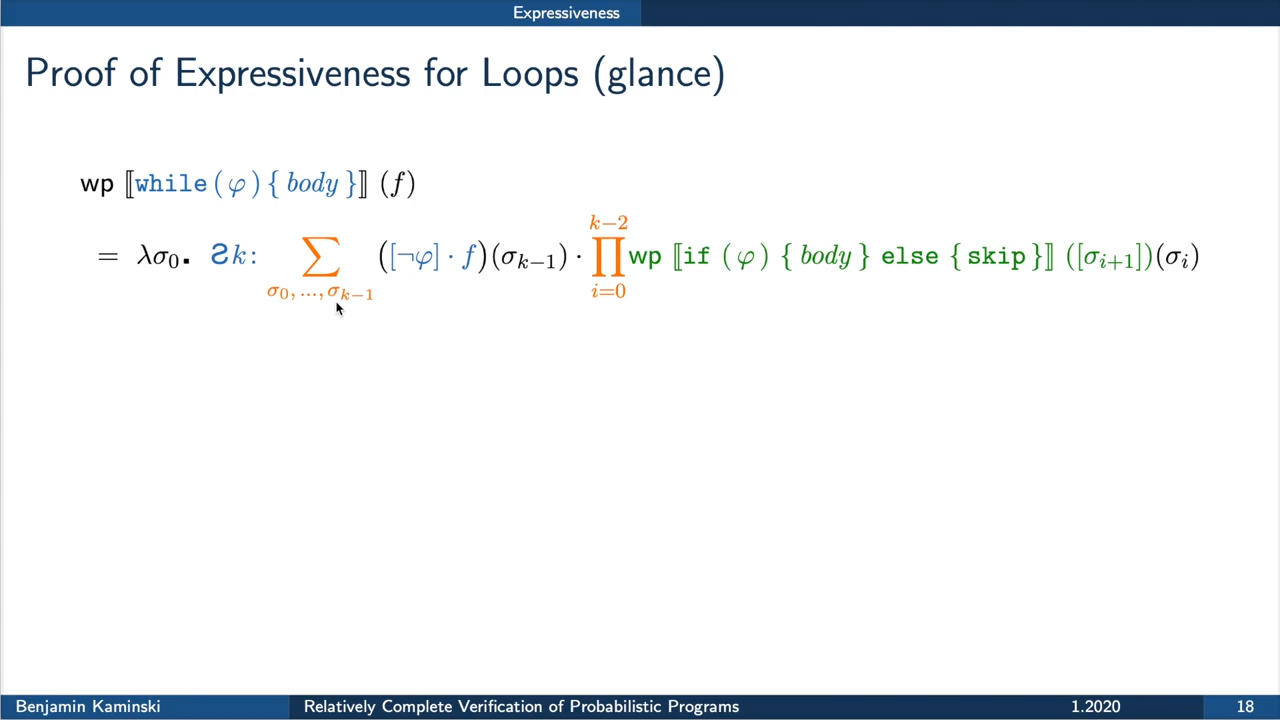 Expressiveness
Proof of Expressiveness for Loops (glance)
wp ⟦while ( φ ) { body }⟧ (f)
= λσ₀. Ƨk: ∑_{σ₀, ..., σ_{k−1}} ([¬φ] · f)(σ_{k−1}) · ∏_{i=0}^{k−2} wp ⟦if ( φ ) { body } else { skip }⟧ ([σ_{i+1}])(σ_i)
Benjamin Kaminski Relatively Complete Verification of Probabilistic Programs 1.2020 18